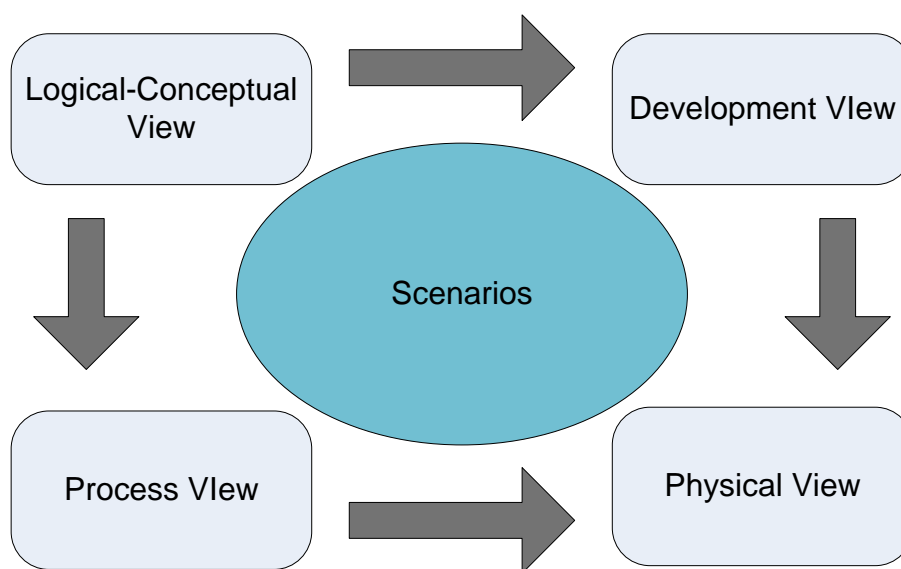 Logical-Conceptual
View
Development VIew
Scenarios
Process VIew
Physical View